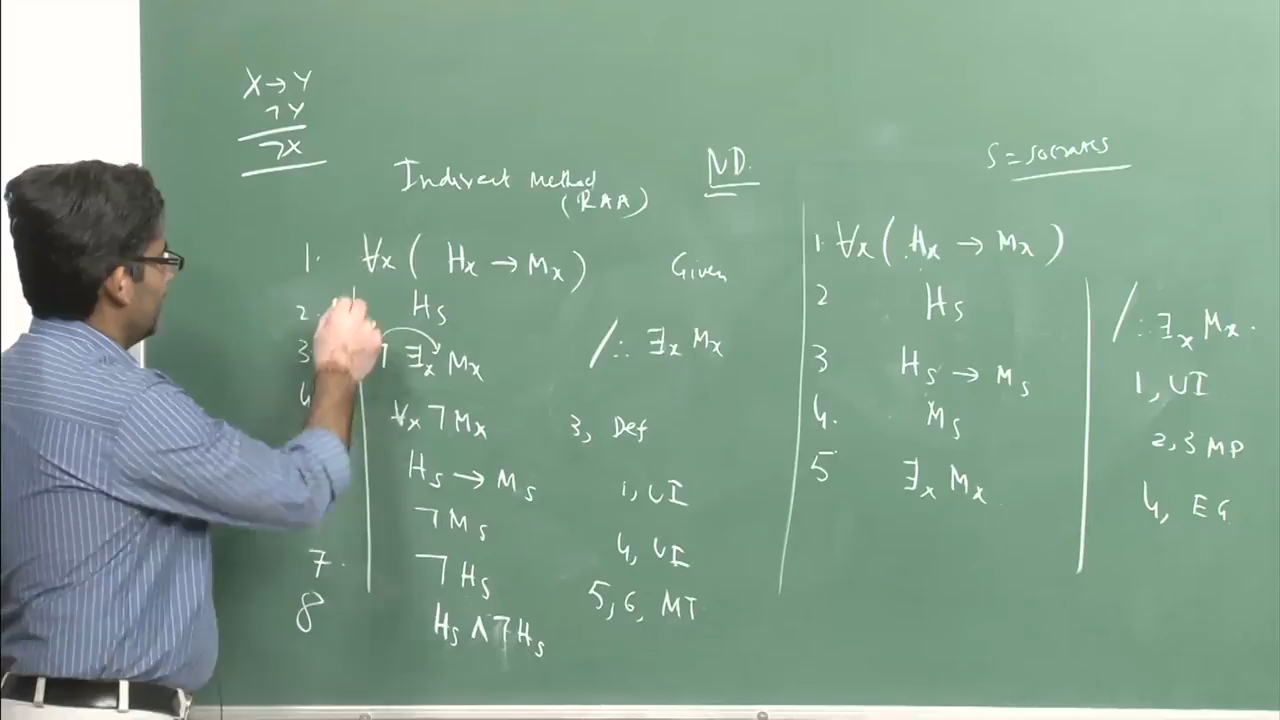 X → Y
¬Y
¬X
Indirect Method (RAA)
ND.
S = Socrates
1. ∀x ( Hx → Mx ) Given
2. Hs
/∴ ∃x Mx
3 ¬ ∃x Mx
4 ∀x ¬ Mx 3, Def
Hs → Ms 1, UI
¬ Ms 4, UI
7. ¬ Hs 5, 6, MT
8 Hs ∧ ¬ Hs
1. ∀x ( Hx → Mx )
2 Hs /∴ ∃x Mx.
3 Hs → Ms 1, UI
4. Ms 2, 3 MP
5 ∃x Mx 4, EG